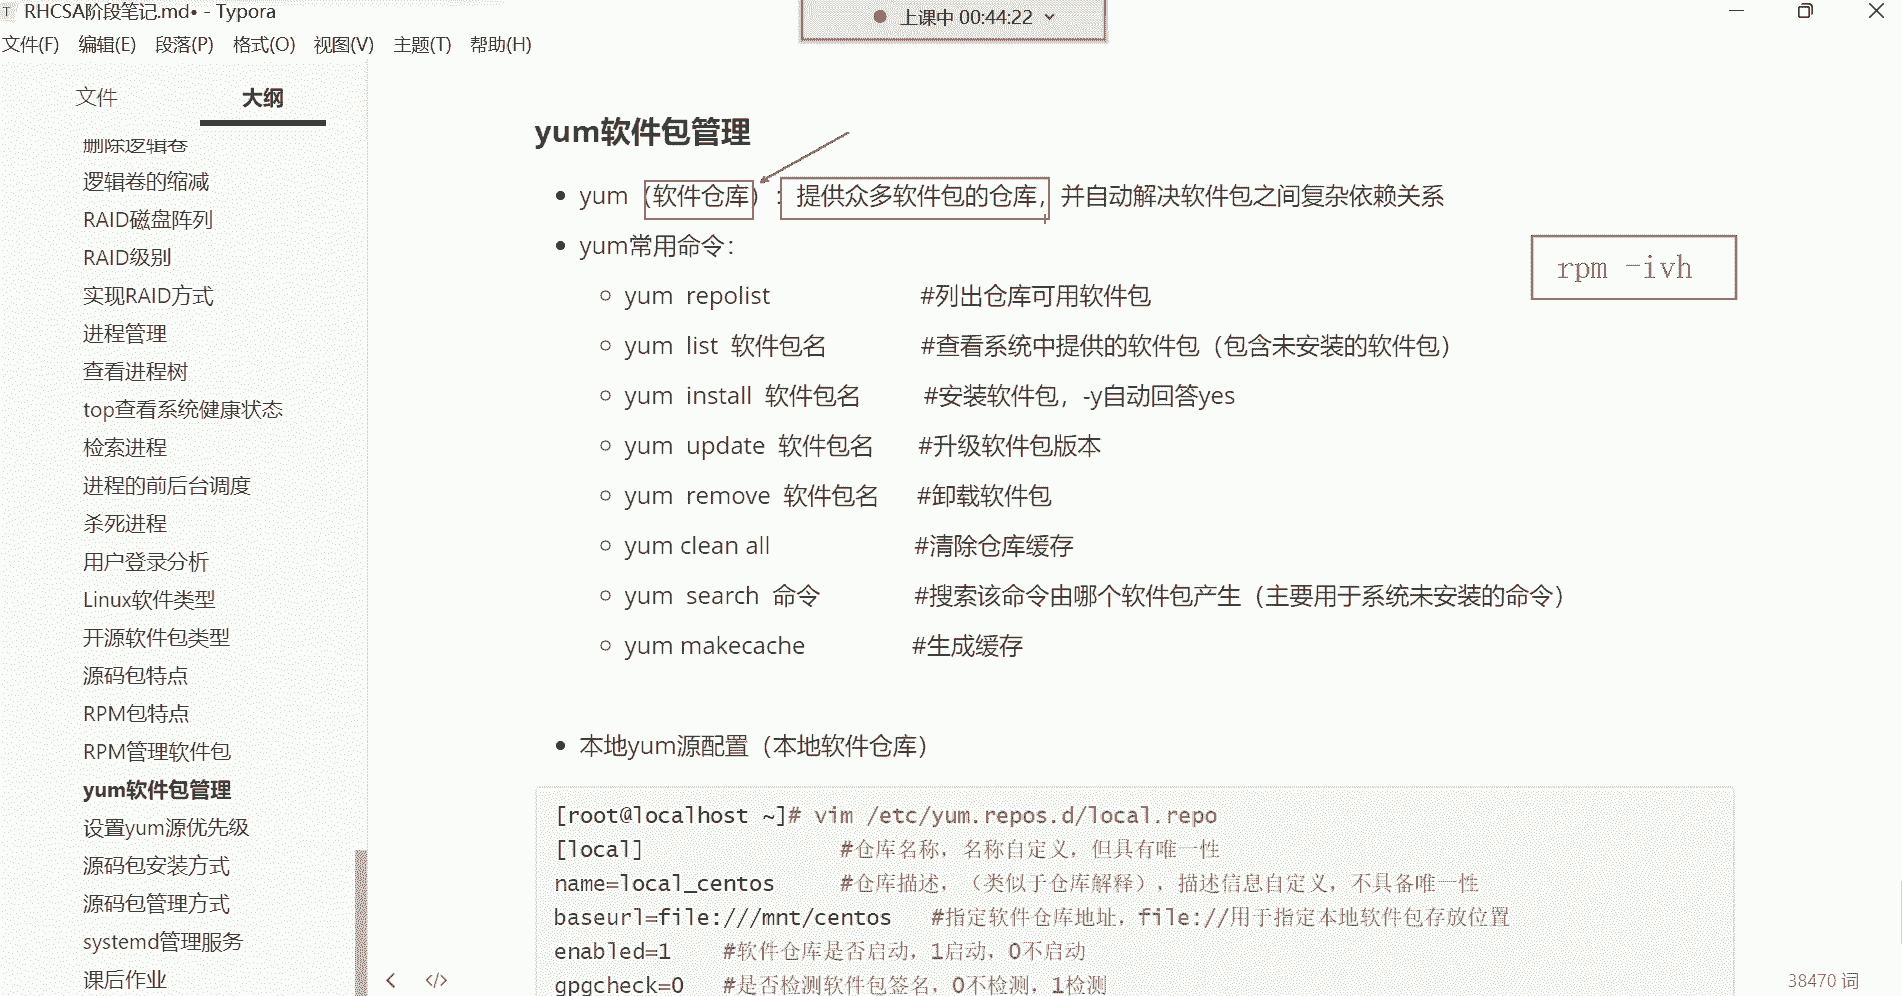 RHCSA阶段笔记.md• - Typora
上课中 00:44:22
文件(F) 编辑(E) 段落(P) 格式(O) 视图(V) 主题(T) 帮助(H)
文件 大纲
删除逻辑卷
逻辑卷的缩减
RAID磁盘阵列
RAID级别
实现RAID方式
进程管理
查看进程树
top查看系统健康状态
检索进程
进程的前后台调度
杀死进程
用户登录分析
Linux软件类型
开源软件包类型
源码包特点
RPM包特点
RPM管理软件包
yum软件包管理
设置yum源优先级
源码包安装方式
源码包管理方式
systemd管理服务
课后作业
yum软件包管理
yum（软件仓库）：提供众多软件包的仓库，并自动解决软件包之间复杂依赖关系
yum常用命令：
rpm -ivh
yum repolist #列出仓库可用软件包
yum list 软件包名 #查看系统中提供的软件包（包含未安装的软件包）
yum install 软件包名 #安装软件包，-y自动回答yes
yum update 软件包名 #升级软件包版本
yum remove 软件包名 #卸载软件包
yum clean all #清除仓库缓存
yum search 命令 #搜索该命令由哪个软件包产生（主要用于系统未安装的命令）
yum makecache #生成缓存
本地yum源配置（本地软件仓库）
[root@localhost ~]# vim /etc/yum.repos.d/local.repo
[local] #仓库名称，名称自定义，但具有唯一性
name=local_centos #仓库描述，（类似于仓库解释），描述信息自定义，不具备唯一性
baseurl=file:///mnt/centos #指定软件仓库地址，file://用于指定本地软件包存放位置
enabled=1 #软件仓库是否启动，1启动，0不启动
gpgcheck=0 #是否检测软件包签名，0不检测，1检测
38470 词